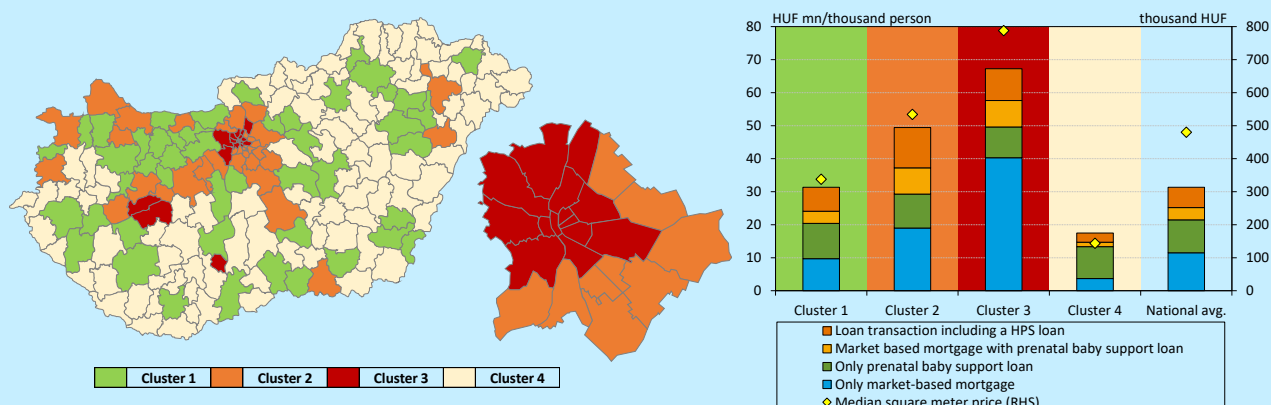 HUF mn/thousand person thousand HUF
80 800
70 700
60 600
50 500
40 400
30 300
20 200
10 100
0 0
Cluster 1 Cluster 2 Cluster 3 Cluster 4 National avg.
Loan transaction including a HPS loan
Market based mortgage with prenatal baby support loan
Only prenatal baby support loan
Only market-based mortgage
Median square meter price (RHS)
Cluster 1 Cluster 2 Cluster 3 Cluster 4